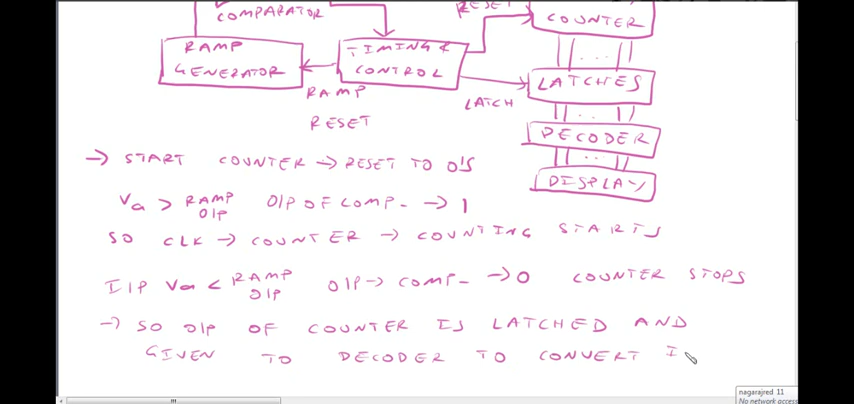 COMPARATOR
RESET
COUNTER
RAMP
GENERATOR
TIMING &
CONTROL
LATCHES
RAMP
RESET
LATCH
DECODER
DISPLAY
→ START COUNTER → RESET TO 0'S
Va > RAMP O/P O/P OF COMP- → 1
SO CLK → COUNTER → COUNTING STARTS
I/P Va < RAMP O/P O/P → COMP- → 0 COUNTER STOPS
→ SO O/P OF COUNTER IS LATCHED AND
GIVEN TO DECODER TO CONVERT I
nagarajred 11
No network access